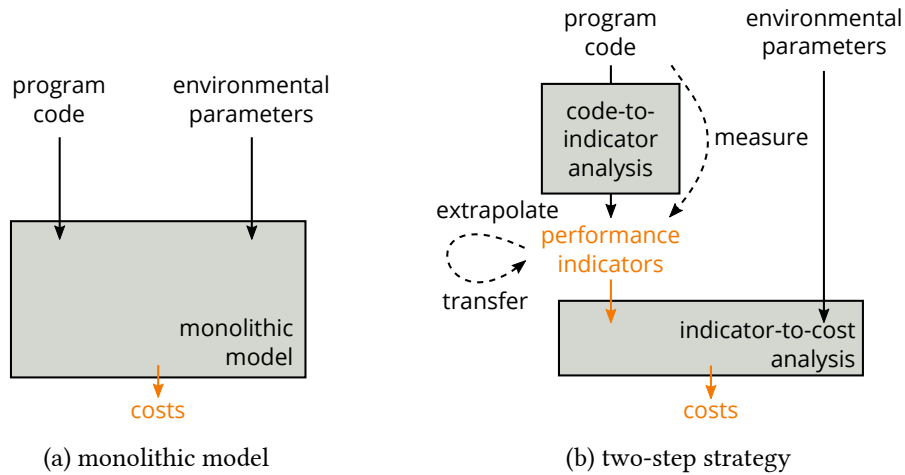 program
code
environmental
parameters
monolithic
model
costs
(a) monolithic model
program
code
environmental
parameters
code-to-
indicator
analysis
measure
extrapolate
performance
indicators
transfer
indicator-to-cost
analysis
costs
(b) two-step strategy